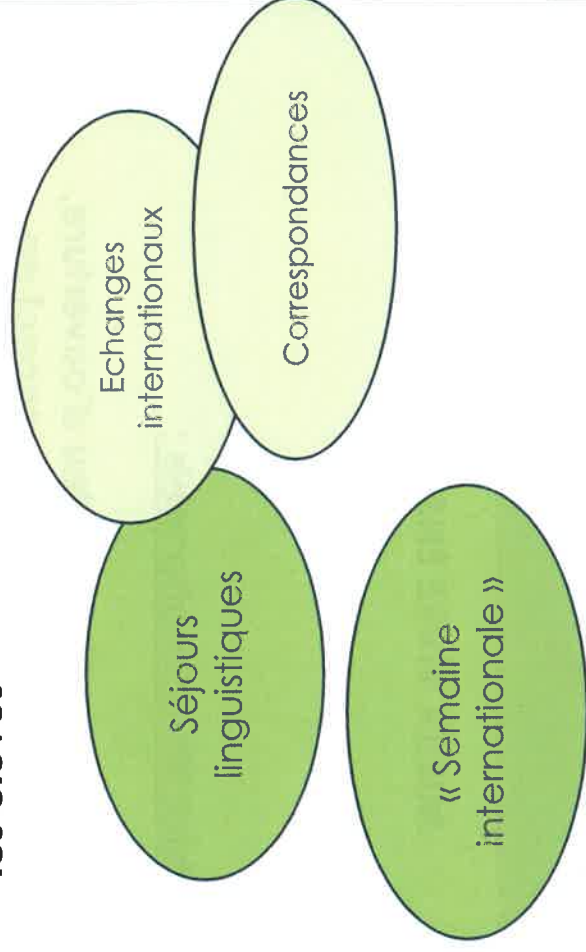 Séjours
linguistiques
Echanges
internationaux
Correspondances
« Semaine
internationale »